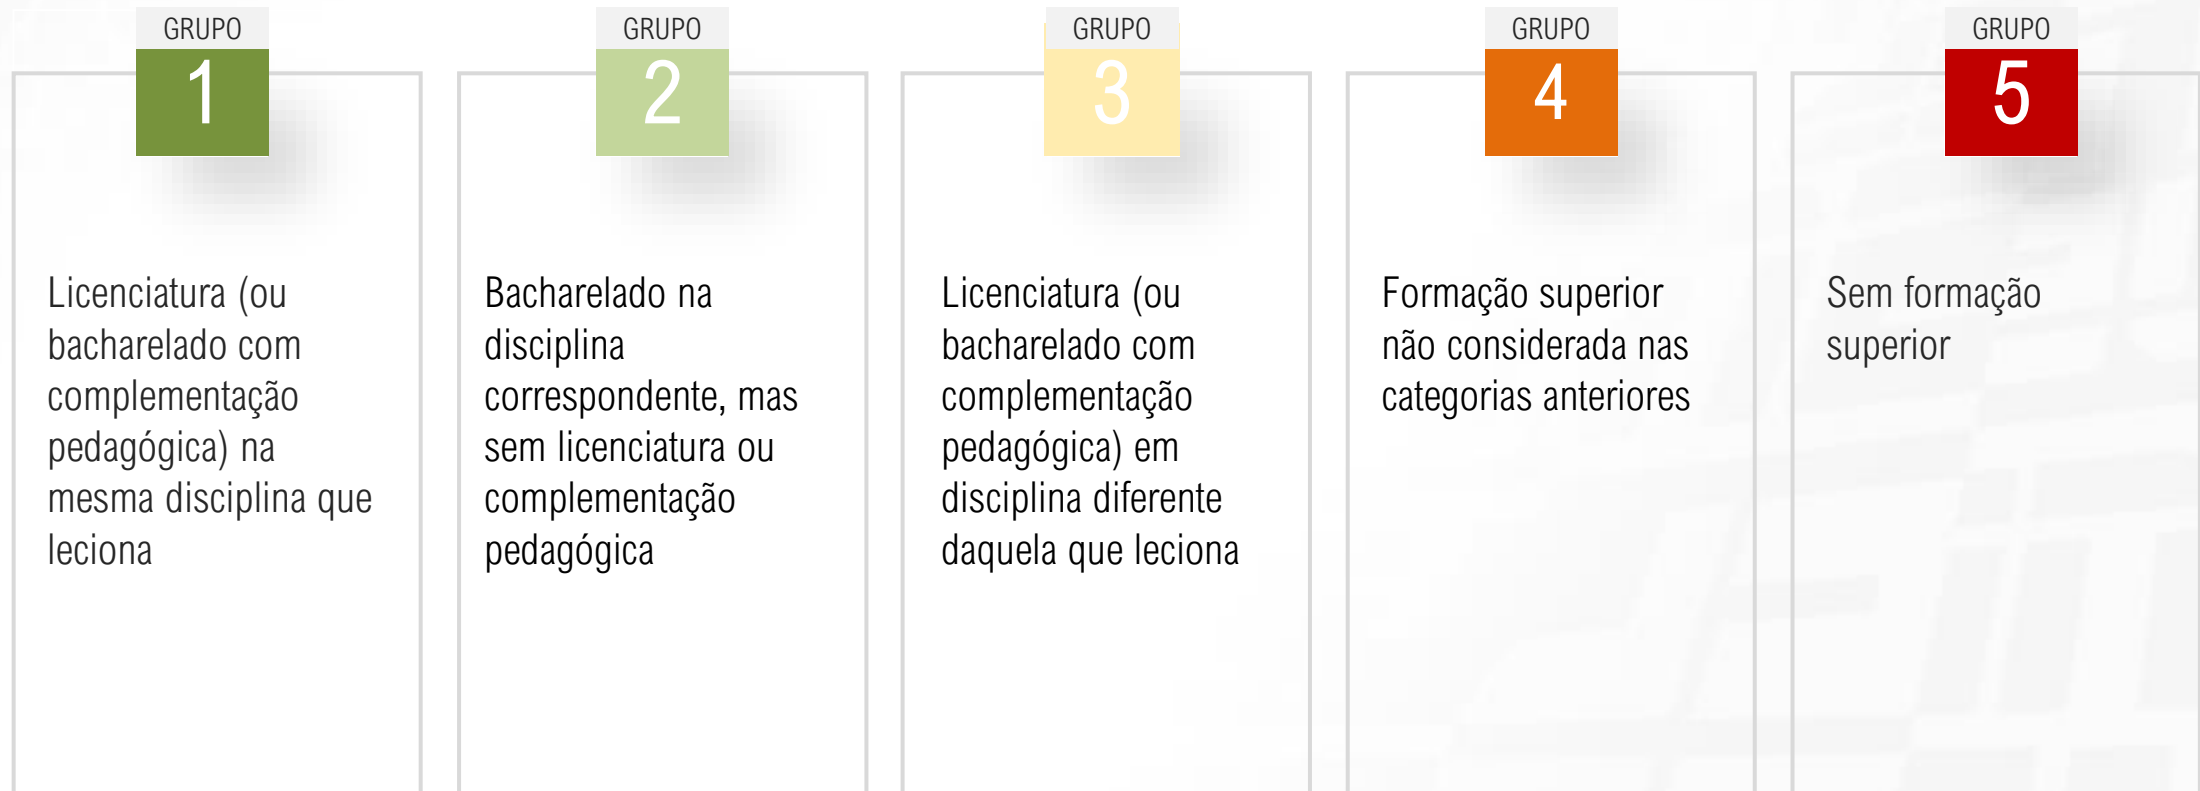 GRUPO
1
Licenciatura (ou
bacharelado com
complementação
pedagógica) na
mesma disciplina que
leciona
GRUPO
2
Bacharelado na
disciplina
correspondente, mas
sem licenciatura ou
complementação
pedagógica
GRUPO
3
Licenciatura (ou
bacharelado com
complementação
pedagógica) em
disciplina diferente
daquela que leciona
GRUPO
4
Formação superior
não considerada nas
categorias anteriores
GRUPO
5
Sem formação
superior